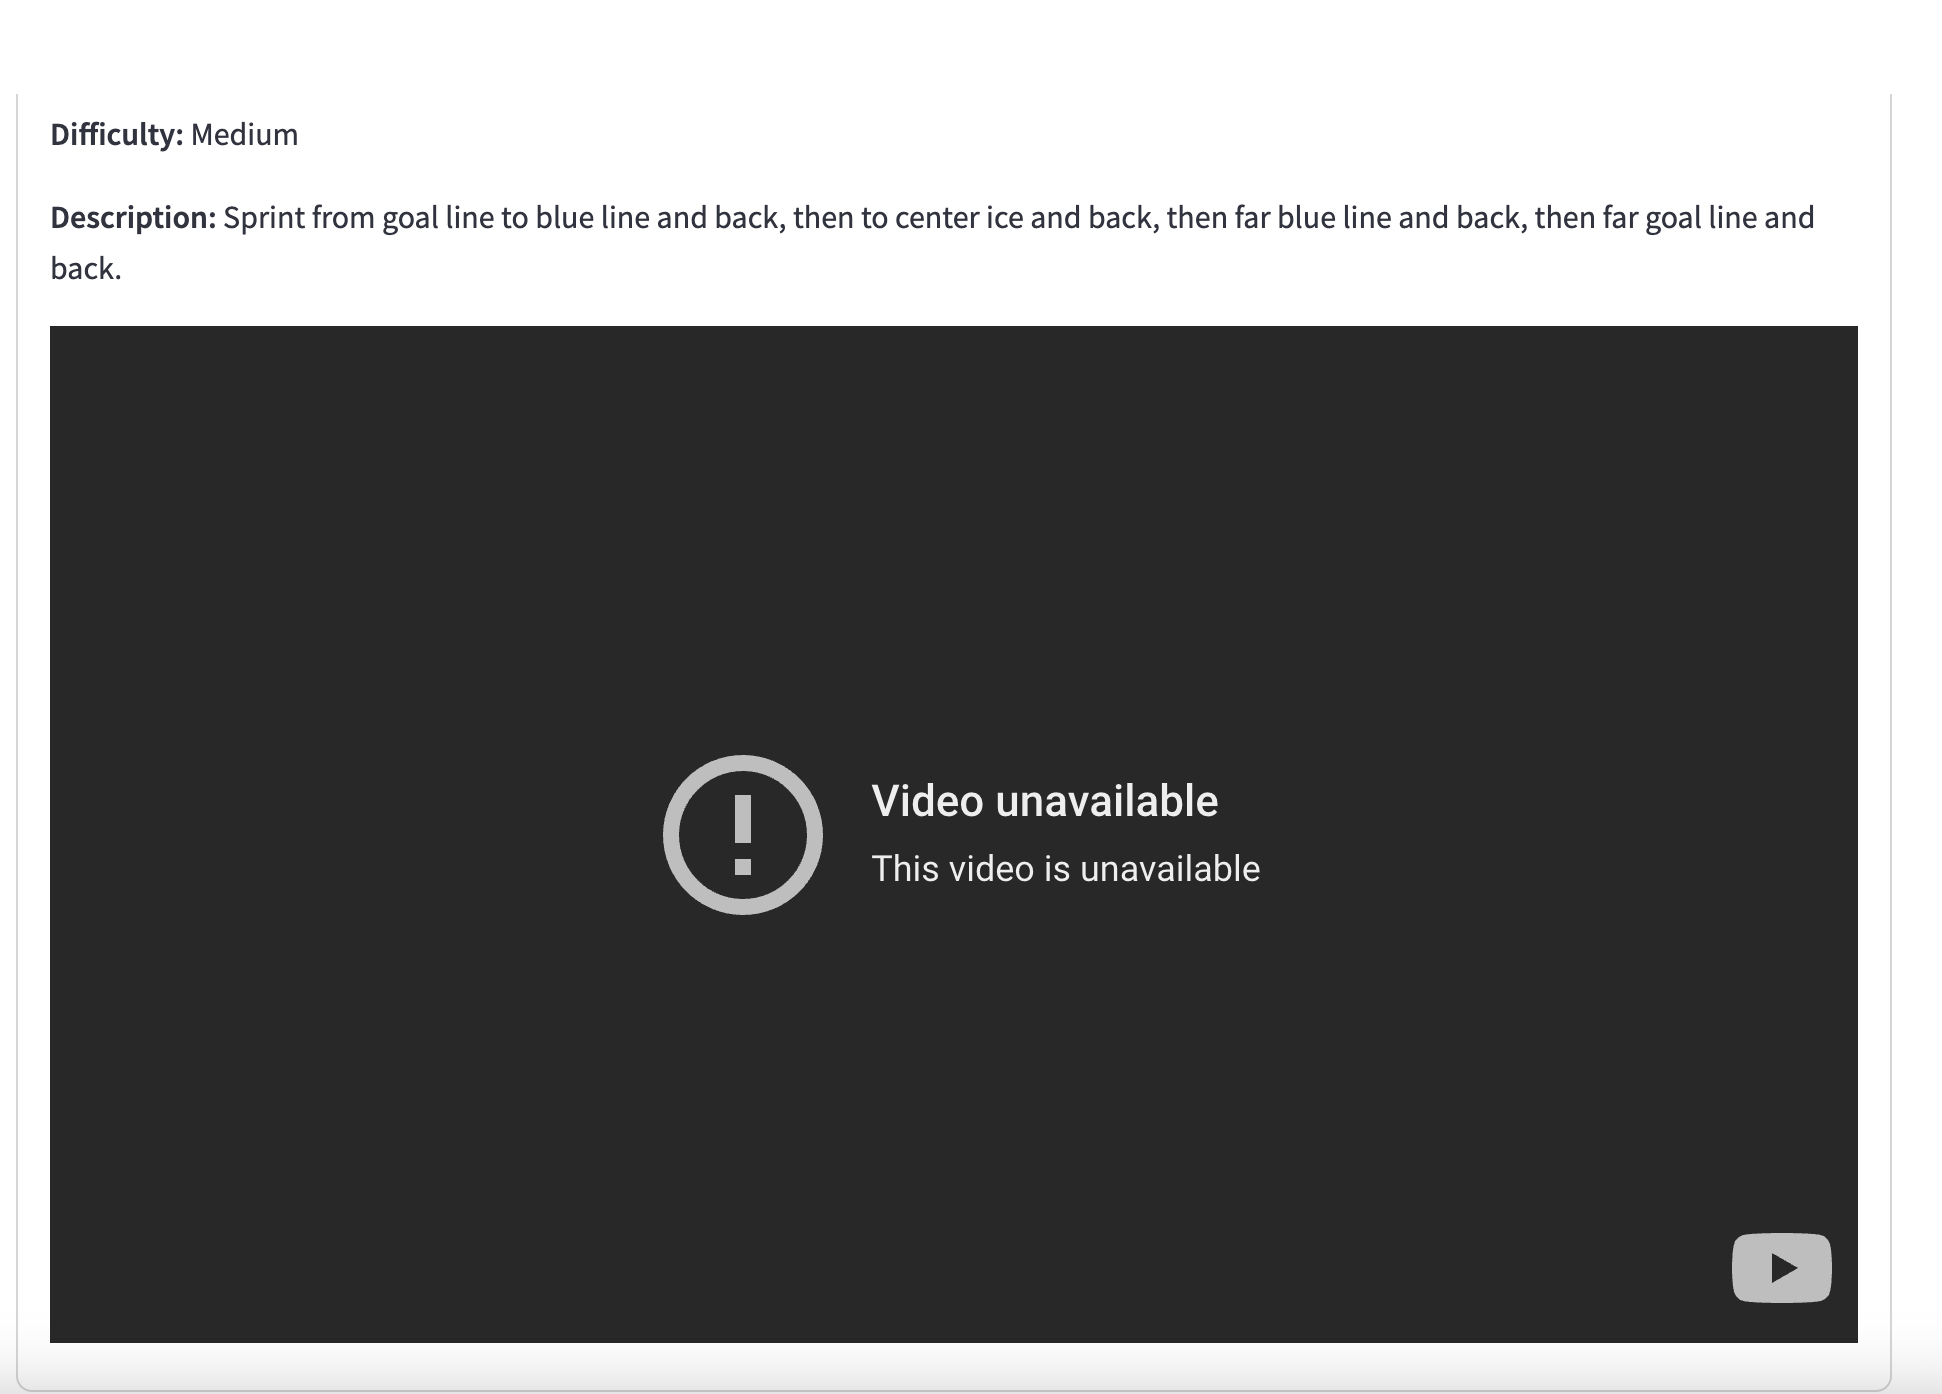 Difficulty: Medium
Description: Sprint from goal line to blue line and back, then to center ice and back, then far blue line and back, then far goal line and
back.
Video unavailable
This video is unavailable